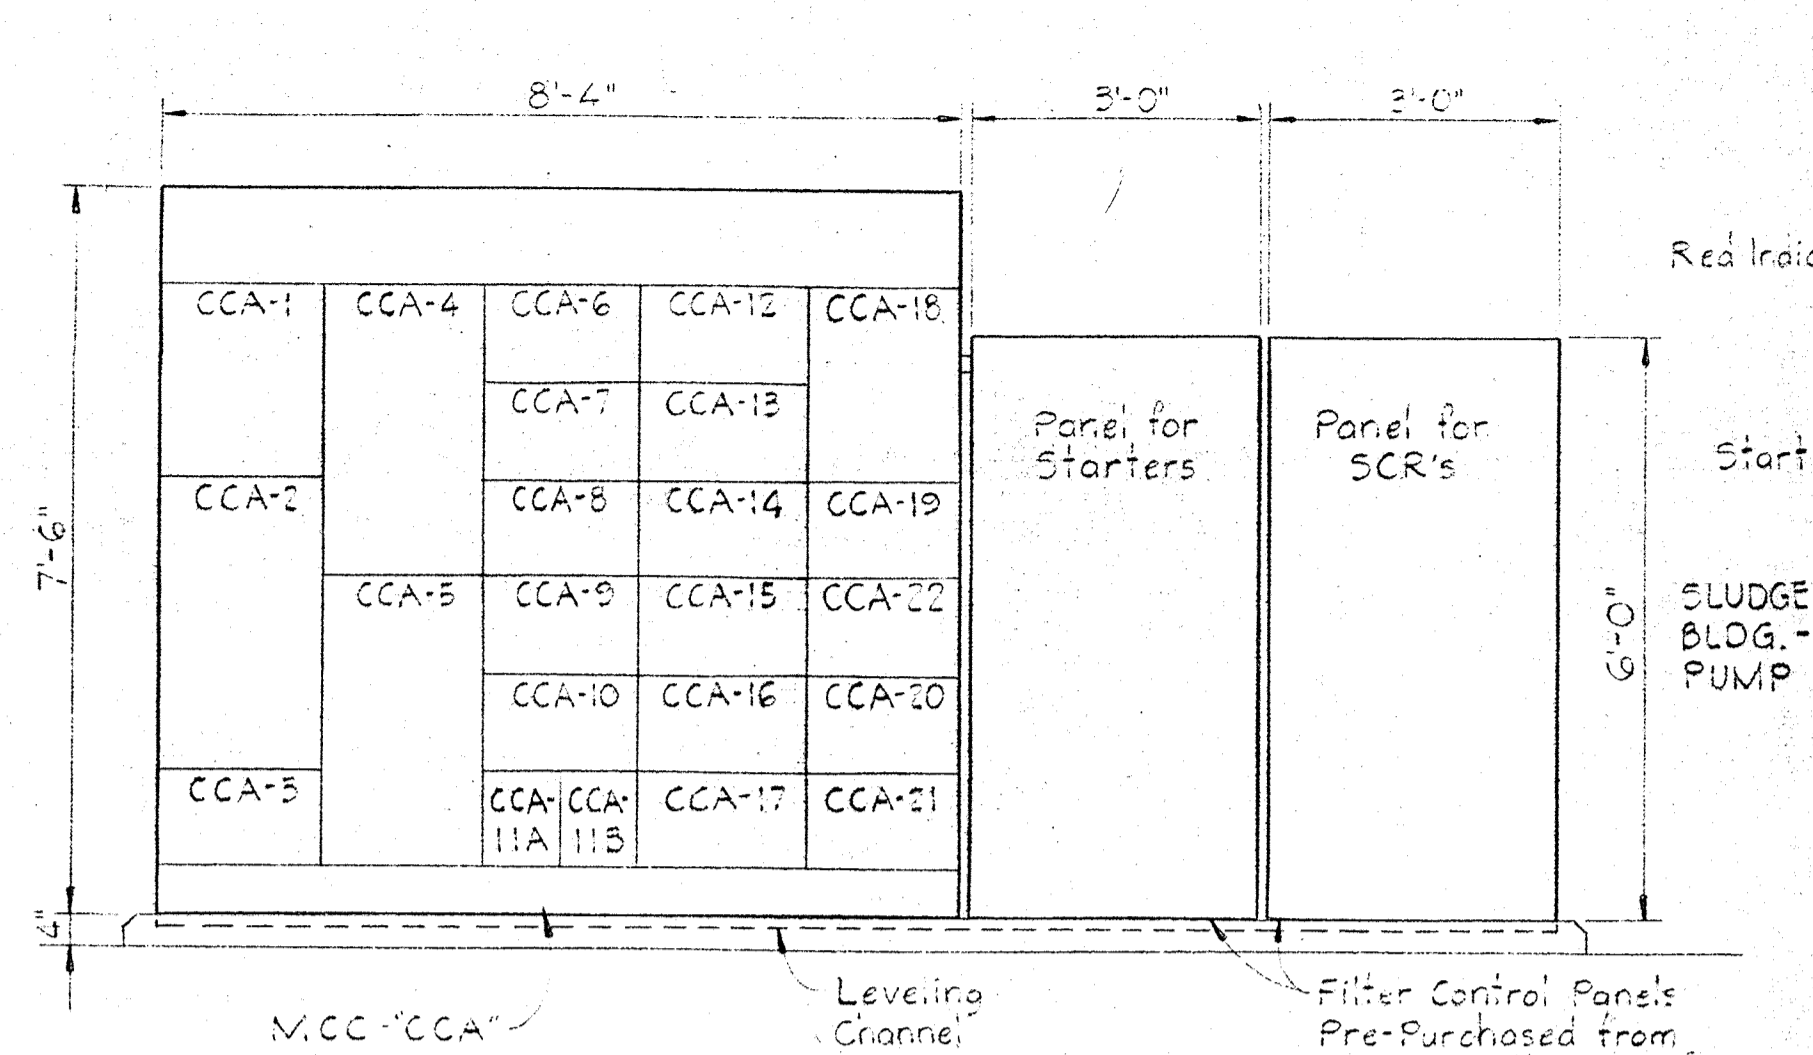 8'-4"
3'-0"
3'-0"
Red Indic
CCA-1
CCA-4
CCA-6
CCA-12
CCA-18
CCA-7
CCA-13
Panel for
Starters
Panel for
SCR's
Start
CCA-2
CCA-8
CCA-14
CCA-19
7'-6"
CCA-5
CCA-9
CCA-15
CCA-22
6'-0"
SLUDGE
BLDG.-
PUMP
CCA-10
CCA-16
CCA-20
CCA-3
CCA-
11A
CCA-
11B
CCA-17
CCA-21
4"
MCC-"CCA"
Leveling
Channel
Filter Control Panels
Pre-Purchased from